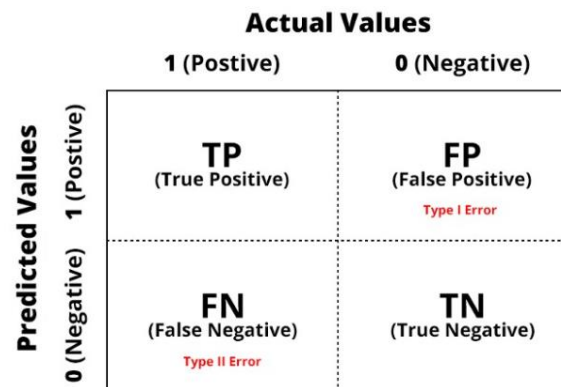 Actual Values
1 (Postive)
0 (Negative)
Predicted Values
1 (Postive)
0 (Negative)
TP
(True Positive)
FP
(False Positive)
Type I Error
FN
(False Negative)
Type II Error
TN
(True Negative)